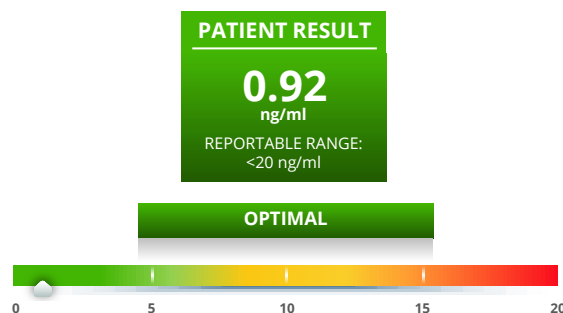 PATIENT RESULT
0.92
ng/ml
REPORTABLE RANGE:
<20 ng/ml
OPTIMAL
0 5 10 15 20